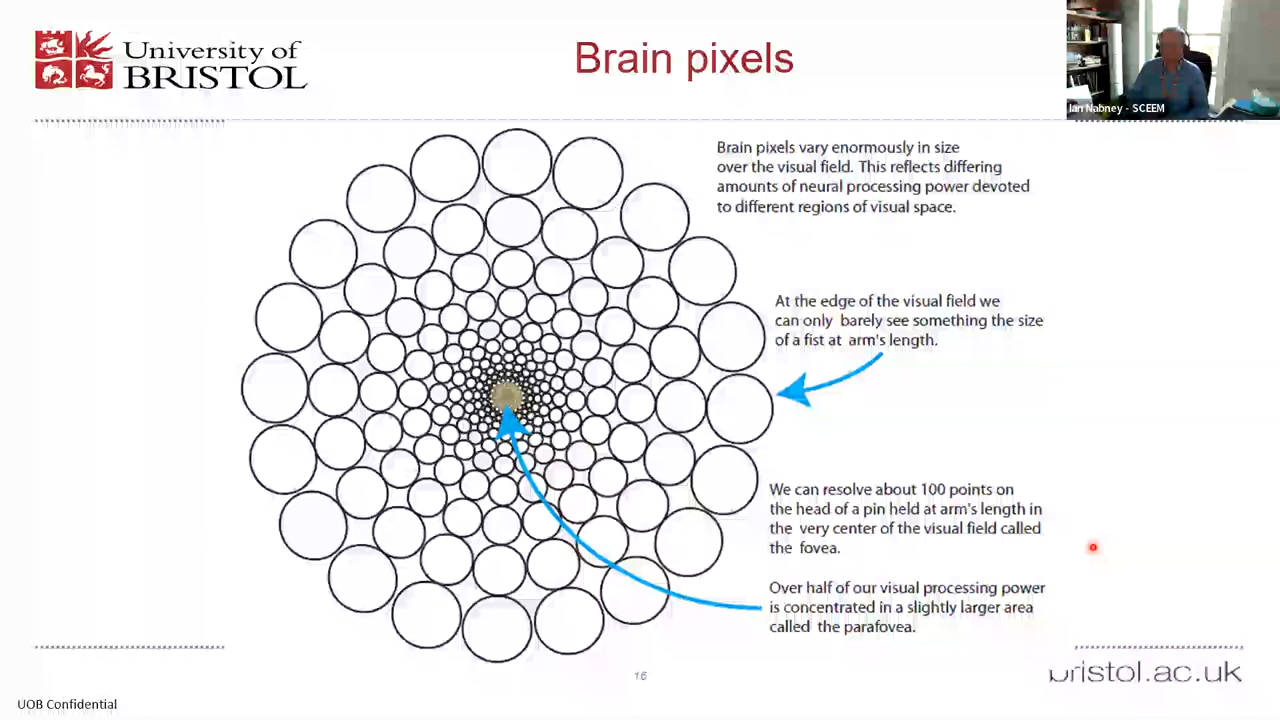 University of
BRISTOL
Brain pixels
Ian Nabney - SCEEM
Brain pixels vary enormously in size
over the visual field. This reflects differing
amounts of neural processing power devoted
to different regions of visual space.
At the edge of the visual field we
can only barely see something the size
of a fist at arm's length.
We can resolve about 100 points on
the head of a pin held at arm's length in
the very center of the visual field called
the fovea.
Over half of our visual processing power
is concentrated in a slightly larger area
called the parafovea.
16
bristol.ac.uk
UOB Confidential